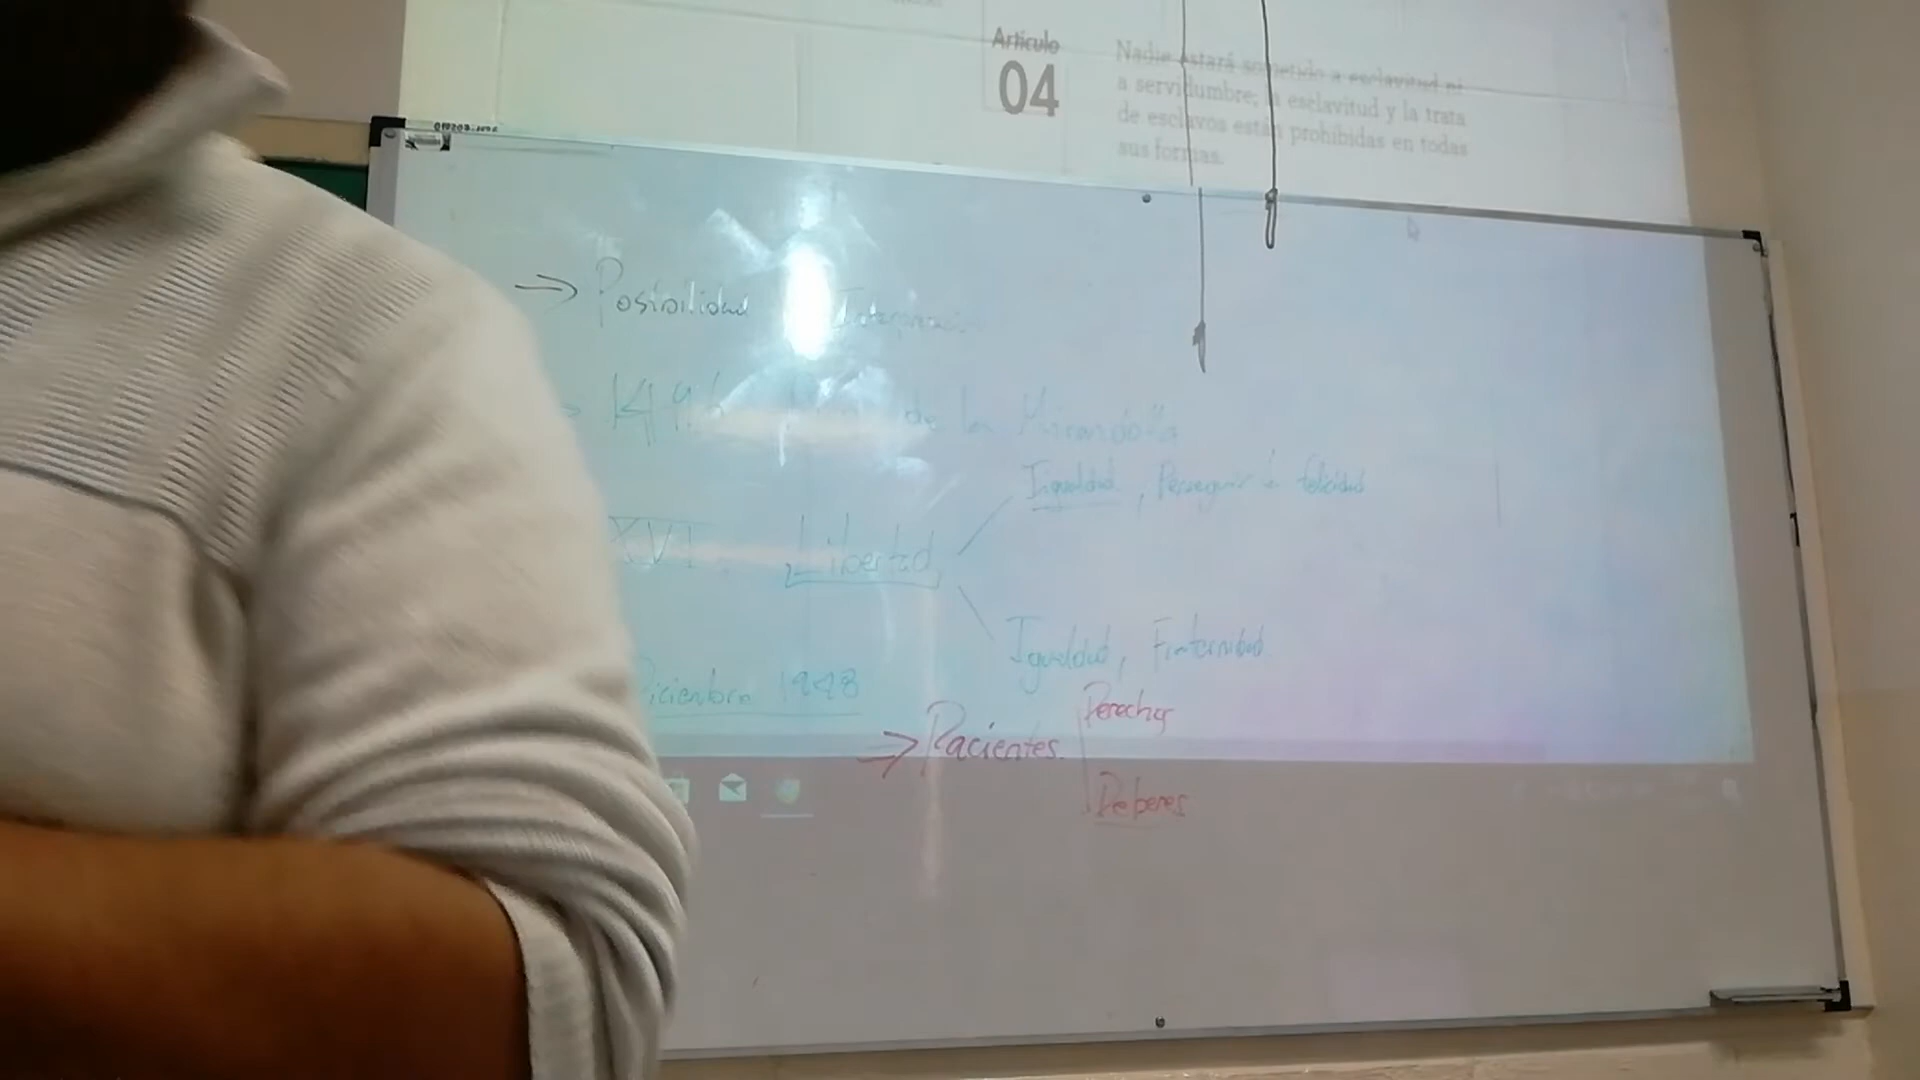 Artículo
04
Nadie estará sometido a esclavitud ni
a servidumbre; la esclavitud y la trata
de esclavos están prohibidas en todas
sus formas.
→ Posibilidad
de la Mirandola
Igualdad, Perseguir la felicidad
XVI Libertad
Igualdad, Fraternidad
Diciembre 1948
→ Pacientes
Derechos
Deberes